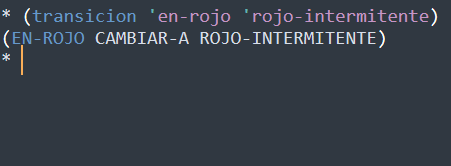 * (transicion 'en-rojo 'rojo-intermitente)
(EN-ROJO CAMBIAR-A ROJO-INTERMITENTE)
*